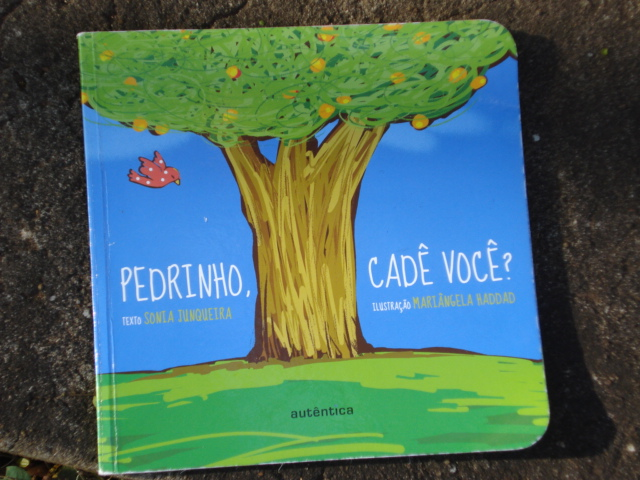 PEDRINHO,
CADÊ VOCÊ?
TEXTO SONIA JUNQUEIRA
ILUSTRAÇÃO MARIÂNGELA HADDAD
autêntica